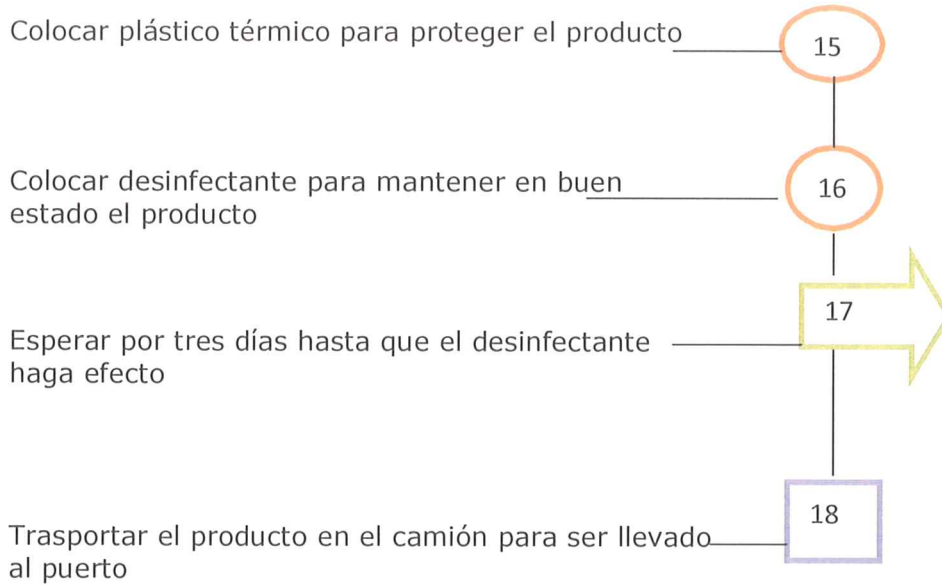 Colocar plástico térmico para proteger el producto
15
Colocar desinfectante para mantener en buen
estado el producto
16
Esperar por tres días hasta que el desinfectante
haga efecto
17
Trasportar el producto en el camión para ser llevado
al puerto
18